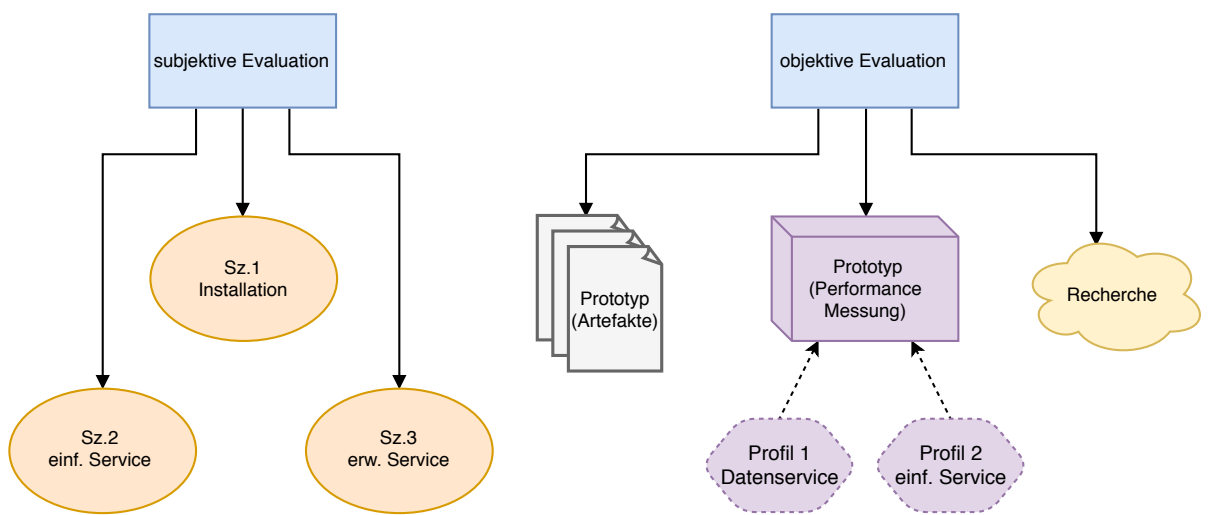 subjektive Evaluation
objektive Evaluation
Sz.1
Installation
Prototyp
(Artefakte)
Prototyp
(Performance
Messung)
Recherche
Sz.2
einf. Service
Sz.3
erw. Service
Profil 1
Datenservice
Profil 2
einf. Service